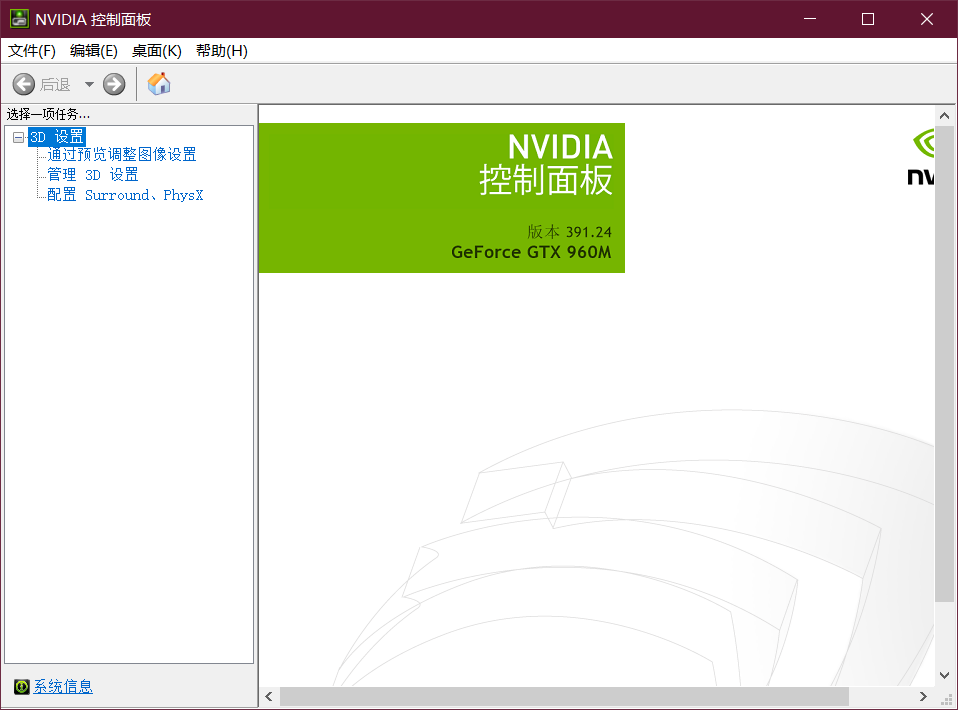 NVIDIA 控制面板
文件(F) 编辑(E) 桌面(K) 帮助(H)
后退
选择一项任务...
3D 设置
通过预览调整图像设置
管理 3D 设置
配置 Surround、PhysX
系统信息
NVIDIA
控制面板
版本 391.24
GeForce GTX 960M